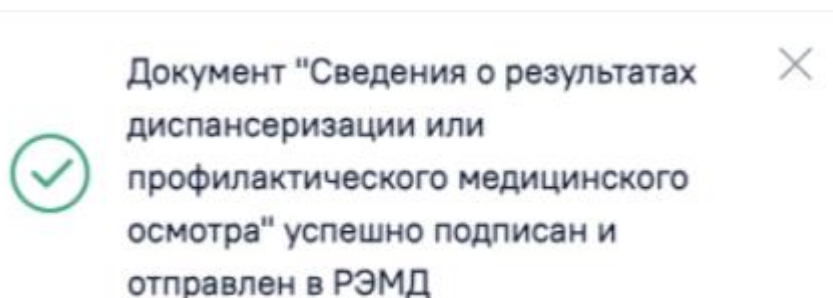 Документ "Сведения о результатах
диспансеризации или
профилактического медицинского
осмотра" успешно подписан и
отправлен в РЭМД